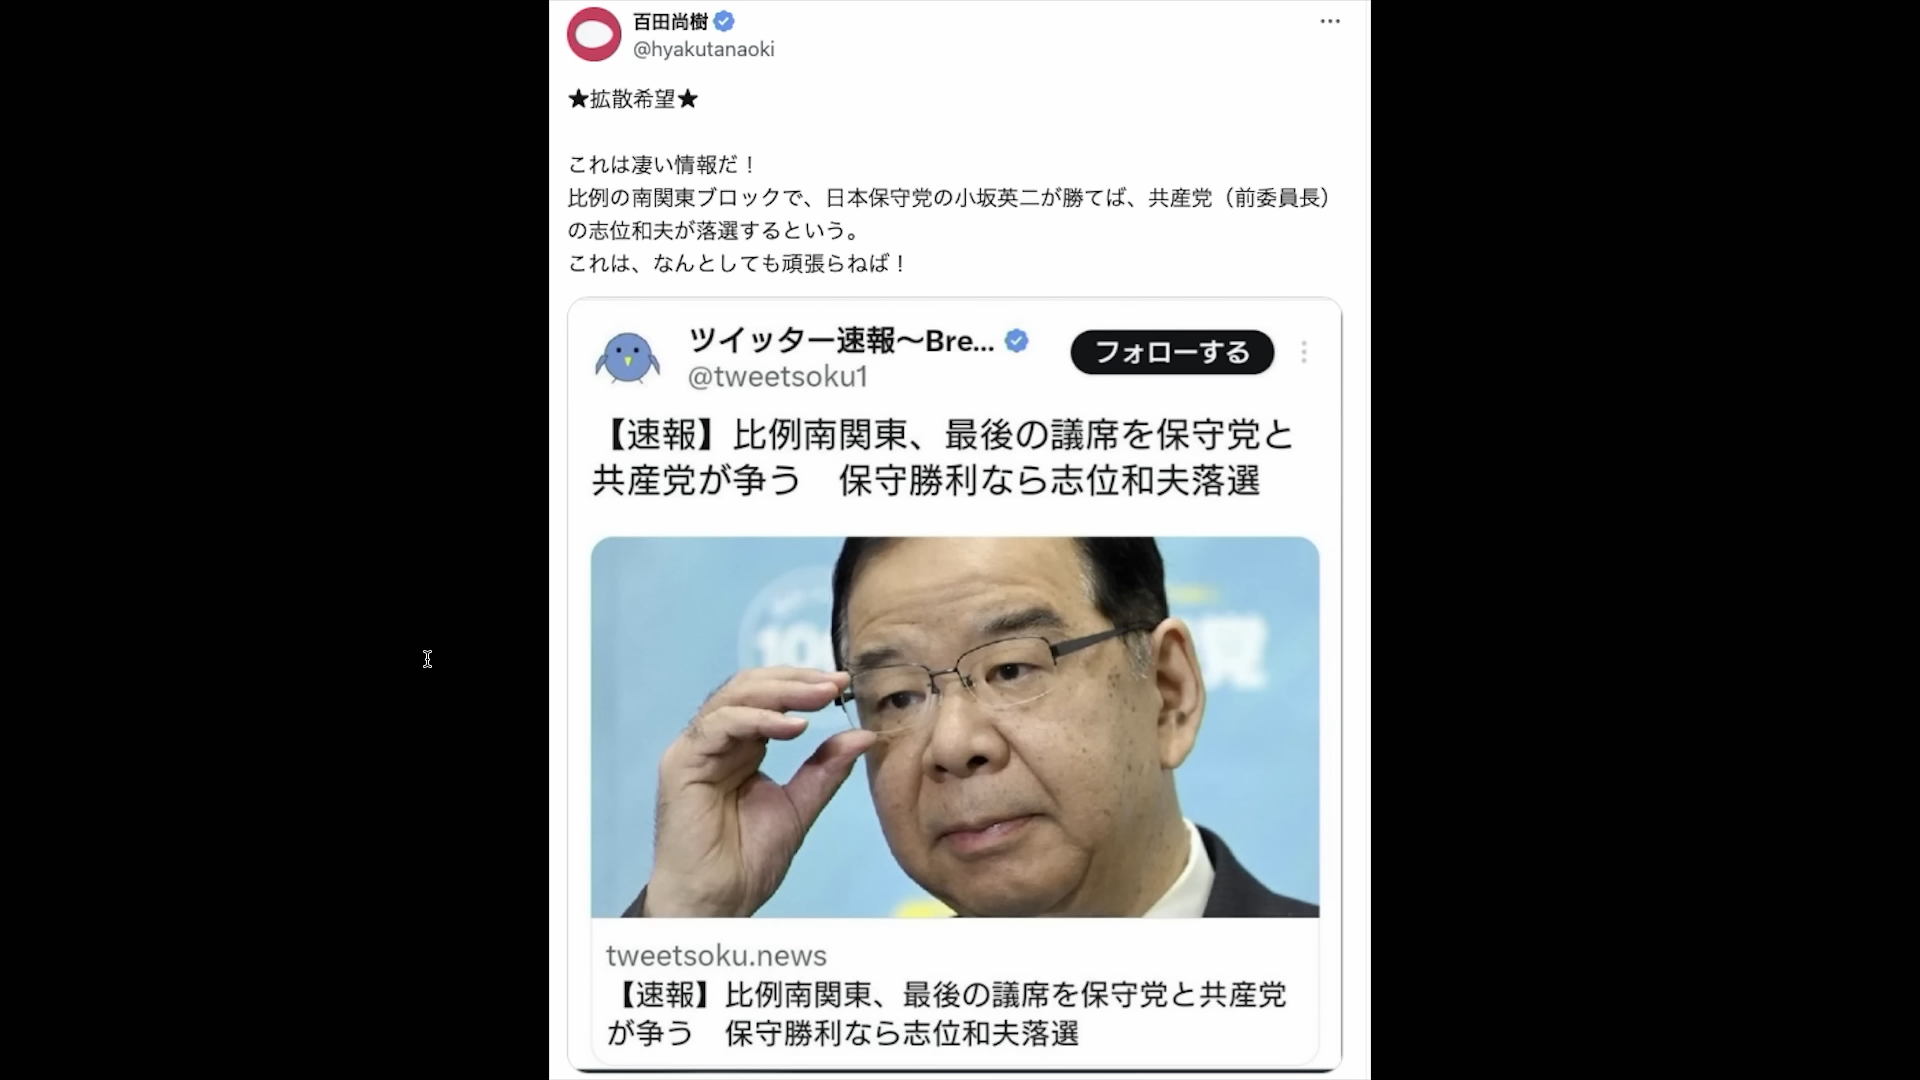 百田尚樹
@hyakutanaoki
★拡散希望★
これは凄い情報だ！
比例の南関東ブロックで、日本保守党の小坂英二が勝てば、共産党（前委員長）
の志位和夫が落選するという。
これは、なんとしても頑張らねば！
ツイッター速報〜Bre...
フォローする
@tweetsoku1
【速報】比例南関東、最後の議席を保守党と
共産党が争う　保守勝利なら志位和夫落選
10
党
tweetsoku.news
【速報】比例南関東、最後の議席を保守党と共産党
が争う　保守勝利なら志位和夫落選